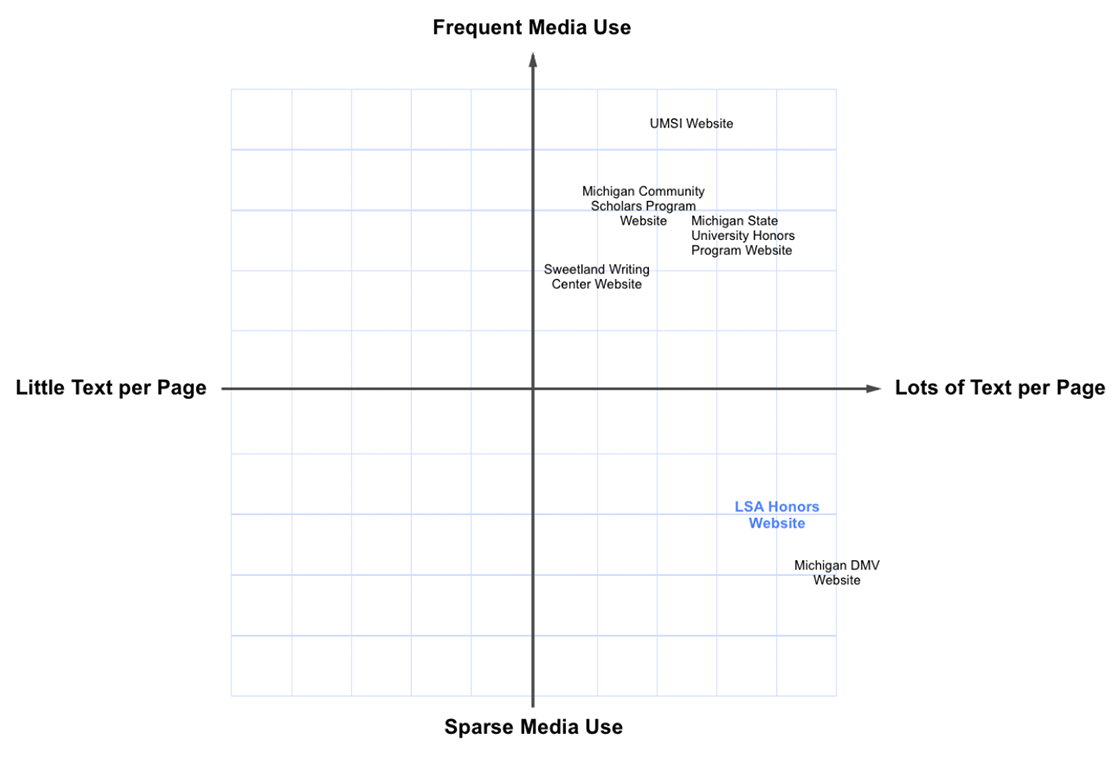 Frequent Media Use
UMSI Website
Michigan Community
Scholars Program
Website
Michigan State
University Honors
Program Website
Sweetland Writing
Center Website
Little Text per Page
Lots of Text per Page
LSA Honors
Website
Michigan DMV
Website
Sparse Media Use